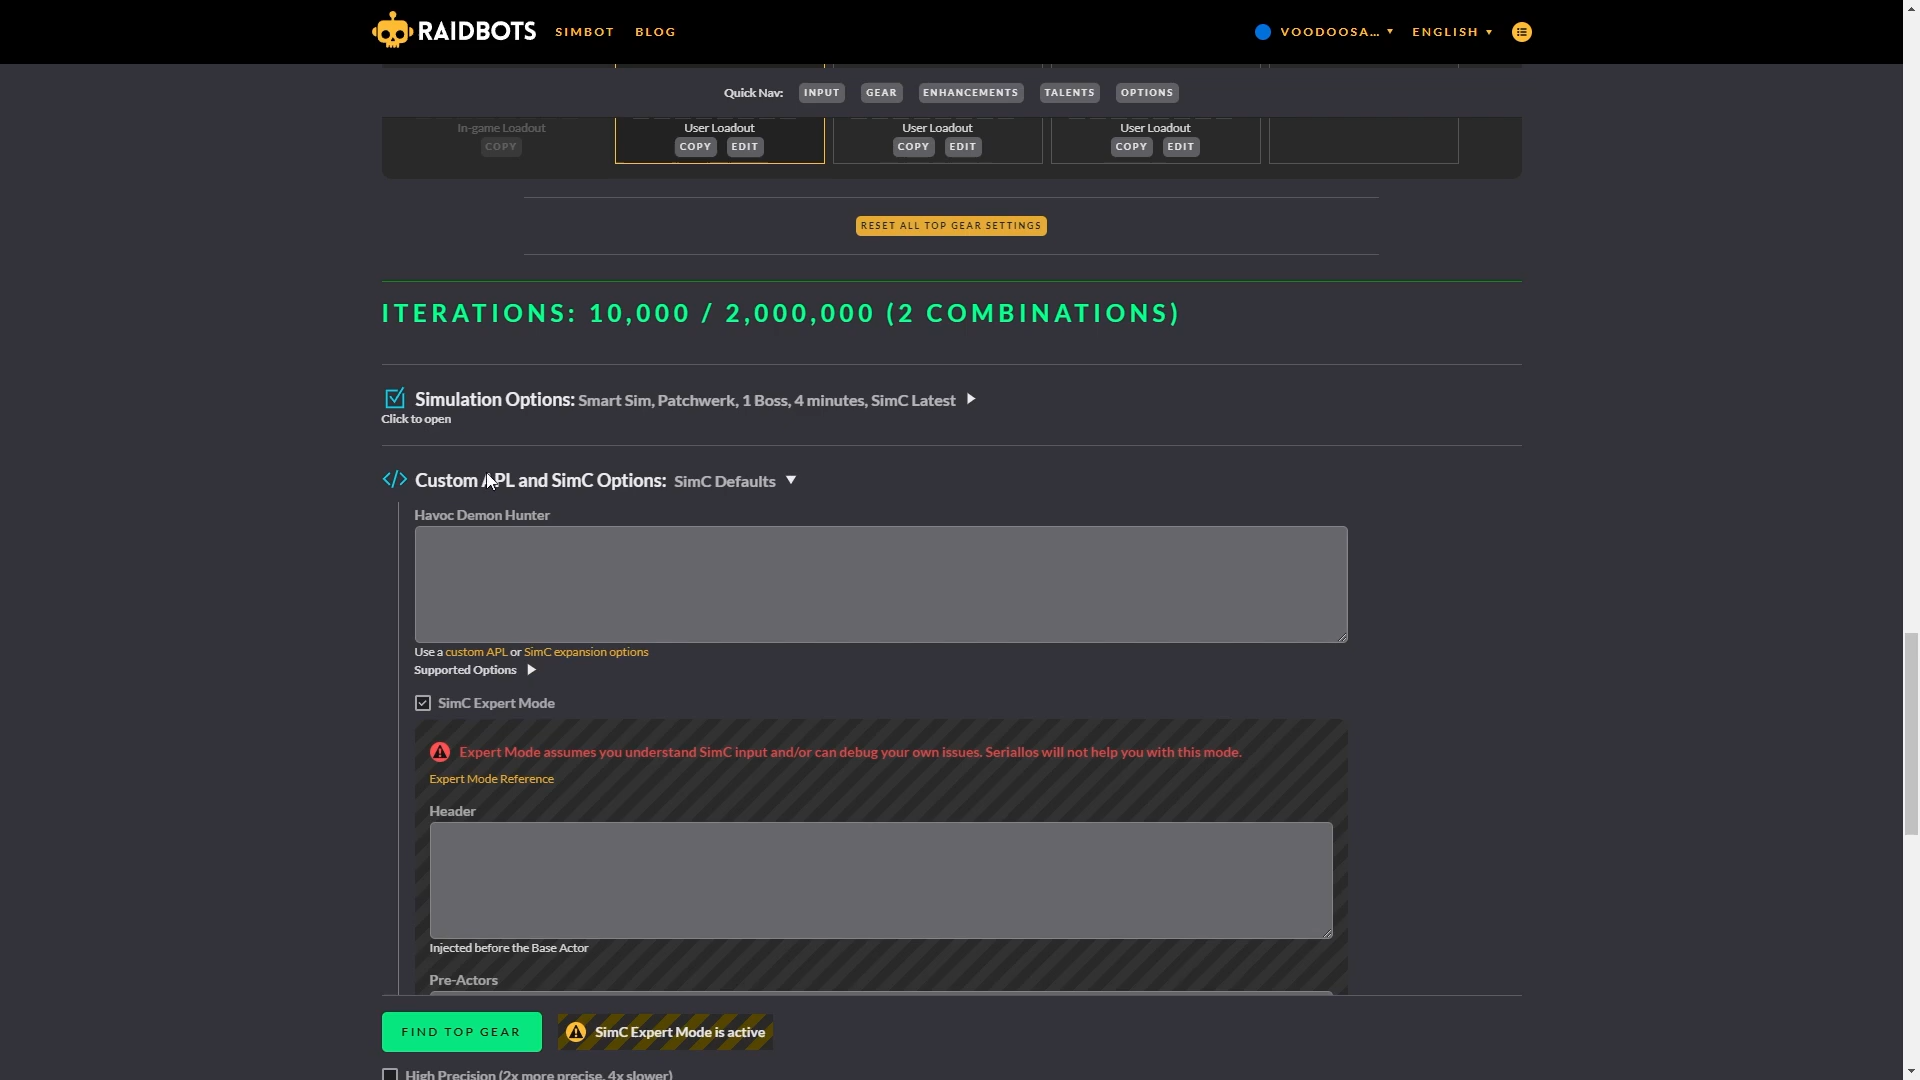 RAIDBOTS SIMBOT BLOG VOODOOSA... ENGLISH
Quick Nav: INPUT GEAR ENHANCEMENTS TALENTS OPTIONS
In-game Loadout User Loadout User Loadout User Loadout
COPY COPY EDIT COPY EDIT COPY EDIT
RESET ALL TOP GEAR SETTINGS
ITERATIONS: 10,000 / 2,000,000 (2 COMBINATIONS)
Simulation Options: Smart Sim, Patchwerk, 1 Boss, 4 minutes, SimC Latest
Click to open
</> Custom APL and SimC Options: SimC Defaults
Havoc Demon Hunter
Use a custom APL or SimC expansion options
Supported Options
SimC Expert Mode
Expert Mode assumes you understand SimC input and/or can debug your own issues. Seriallos will not help you with this mode.
Expert Mode Reference
Header
Injected before the Base Actor
Pre-Actors
FIND TOP GEAR SimC Expert Mode is active
High Precision (2x more precise, 4x slower)